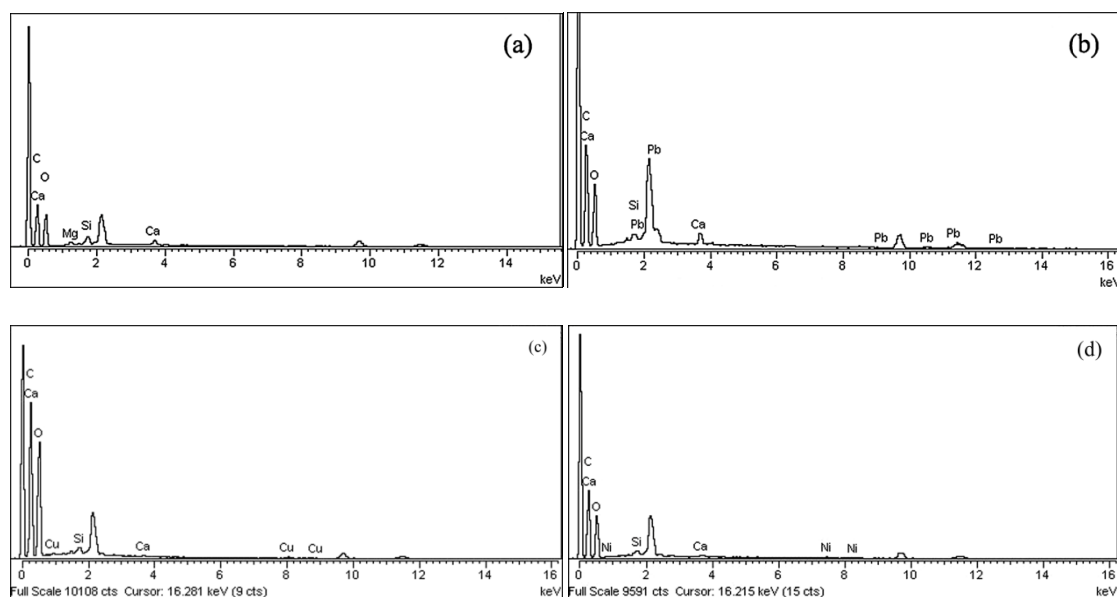 (a)
C
O
Ca
Mg
Si
Ca
0 2 4 6 8 10 12 14
keV
(b)
C
Ca
O
Si
Pb
Pb
Ca
Pb
Pb
Pb
Pb
0 2 4 6 8 10 12 14 16
keV
(c)
C
Ca
O
Cu
Si
Ca
Cu
Cu
0 2 4 6 8 10 12 14 16
Full Scale 10108 cts Cursor: 16.281 keV (9 cts)
keV
(d)
C
Ca
O
Ni
Si
Ca
Ni
Ni
0 2 4 6 8 10 12 14 16
Full Scale 9591 cts Cursor: 16.215 keV (15 cts)
keV